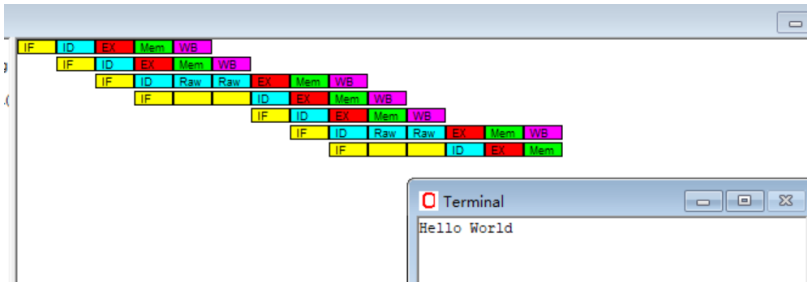 IF ID EX Mem WB
IF ID EX Mem WB
IF ID Raw Raw EX Mem WB
IF ID EX Mem WB
IF ID EX Mem WB
IF ID Raw Raw EX Mem WB
IF ID EX Mem
Terminal
Hello World